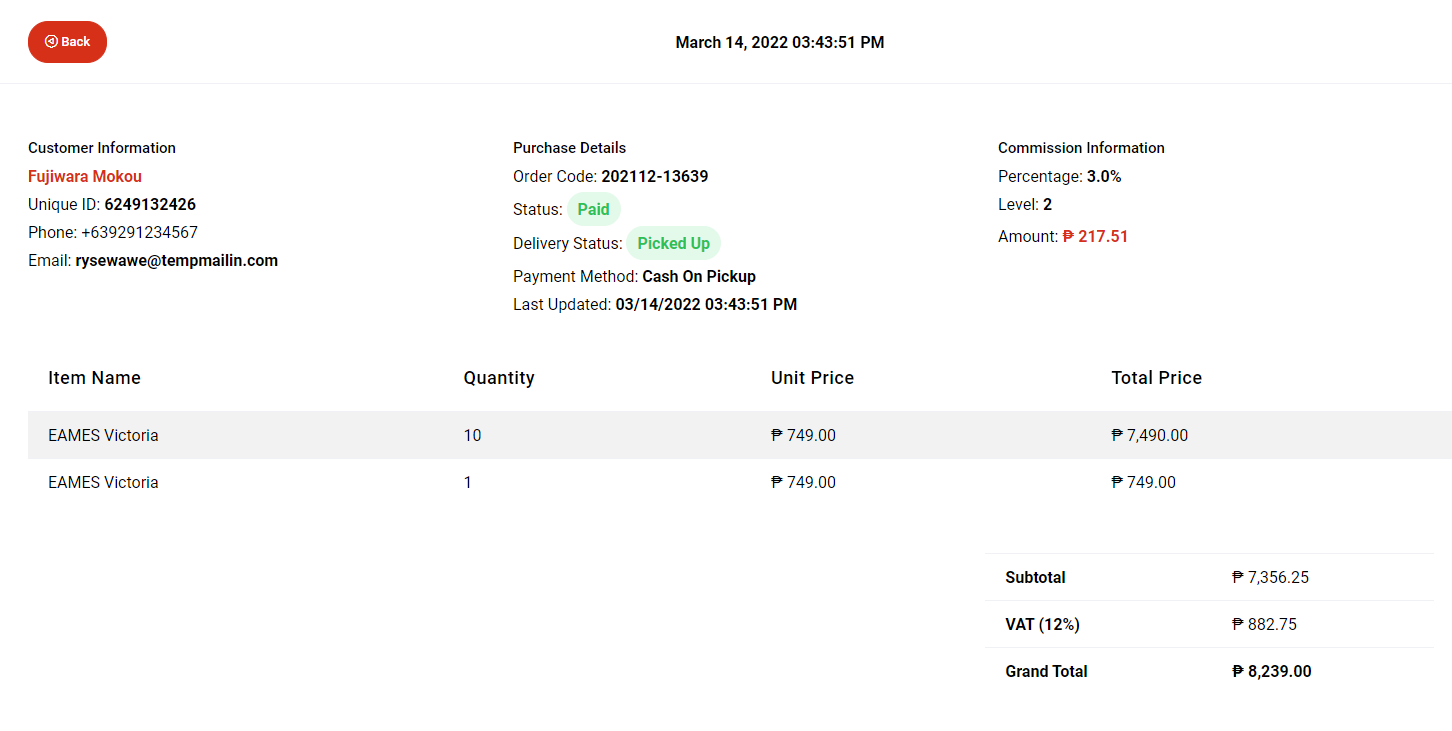 Back
March 14, 2022 03:43:51 PM
Customer Information
Fujiwara Mokou
Unique ID: 6249132426
Phone: +639291234567
Email: rysewawe@tempmailin.com
Purchase Details
Order Code: 202112-13639
Status: Paid
Delivery Status: Picked Up
Payment Method: Cash On Pickup
Last Updated: 03/14/2022 03:43:51 PM
Commission Information
Percentage: 3.0%
Level: 2
Amount: ₱ 217.51
Item Name Quantity Unit Price Total Price
EAMES Victoria 10 ₱ 749.00 ₱ 7,490.00
EAMES Victoria 1 ₱ 749.00 ₱ 749.00
Subtotal ₱ 7,356.25
VAT (12%) ₱ 882.75
Grand Total ₱ 8,239.00